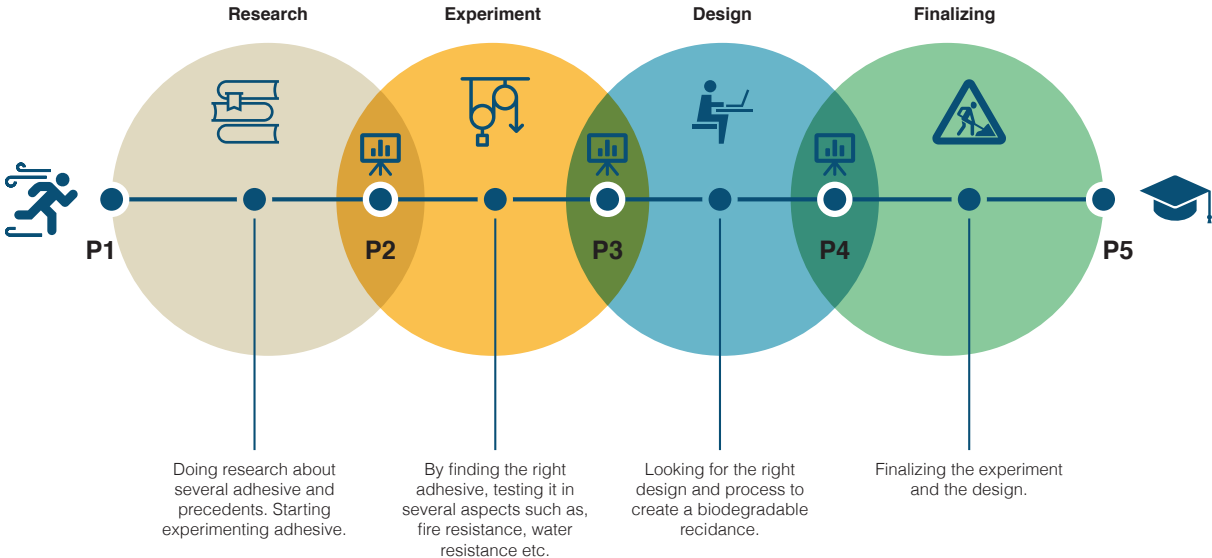 Research
Experiment
Design
Finalizing
P1
P2
P3
P4
P5
Doing research about
several adhesive and
precedents. Starting
experimenting adhesive.
By finding the right
adhesive, testing it in
several aspects such as,
fire resistance, water
resistance etc.
Looking for the right
design and process to
create a biodegradable
recidance.
Finalizing the experiment
and the design.